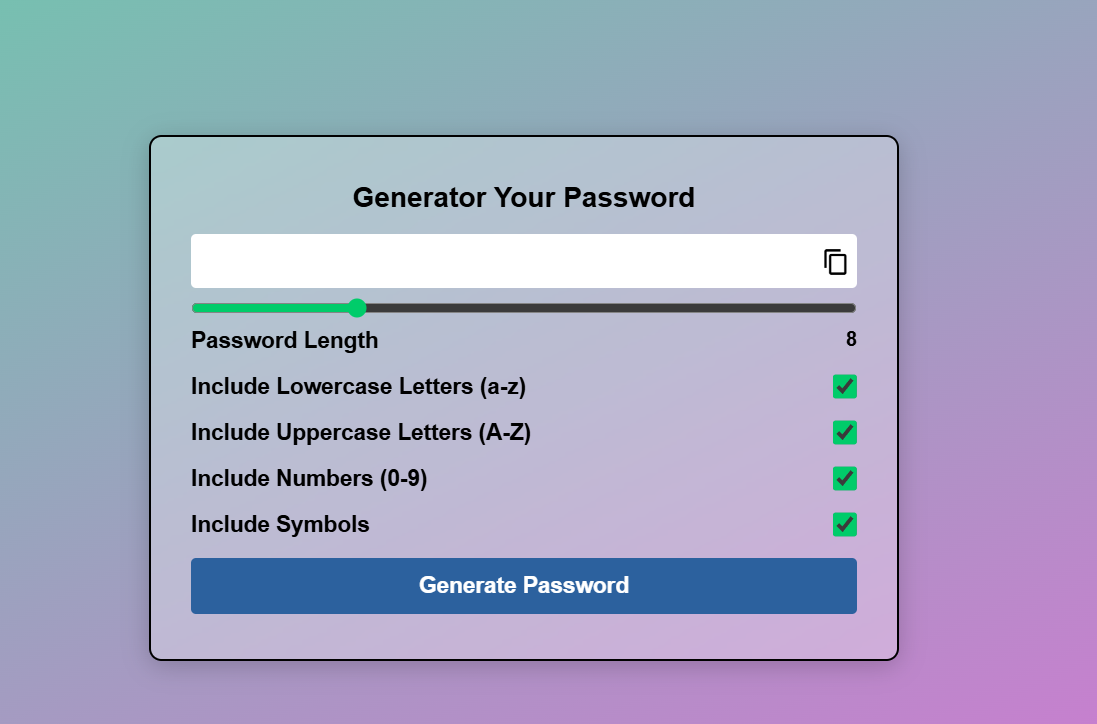 Generator Your Password
Password Length 8
Include Lowercase Letters (a-z)
Include Uppercase Letters (A-Z)
Include Numbers (0-9)
Include Symbols
Generate Password